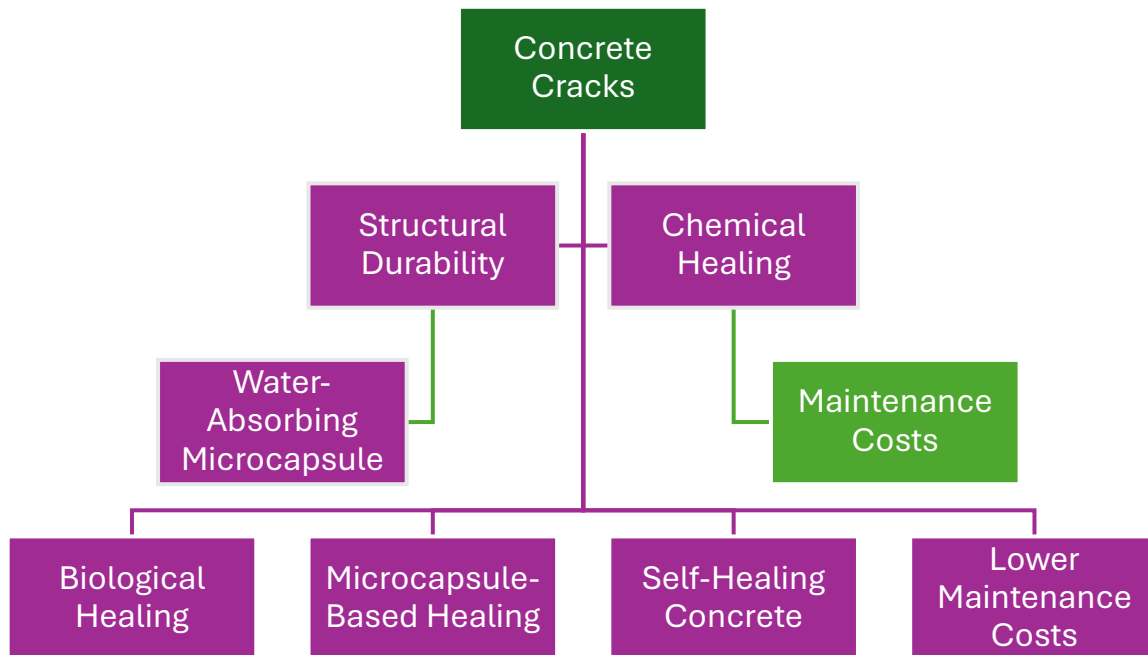 Concrete
Cracks
Structural
Durability
Chemical
Healing
Water-
Absorbing
Microcapsule
Maintenance
Costs
Biological
Healing
Microcapsule-
Based Healing
Self-Healing
Concrete
Lower
Maintenance
Costs